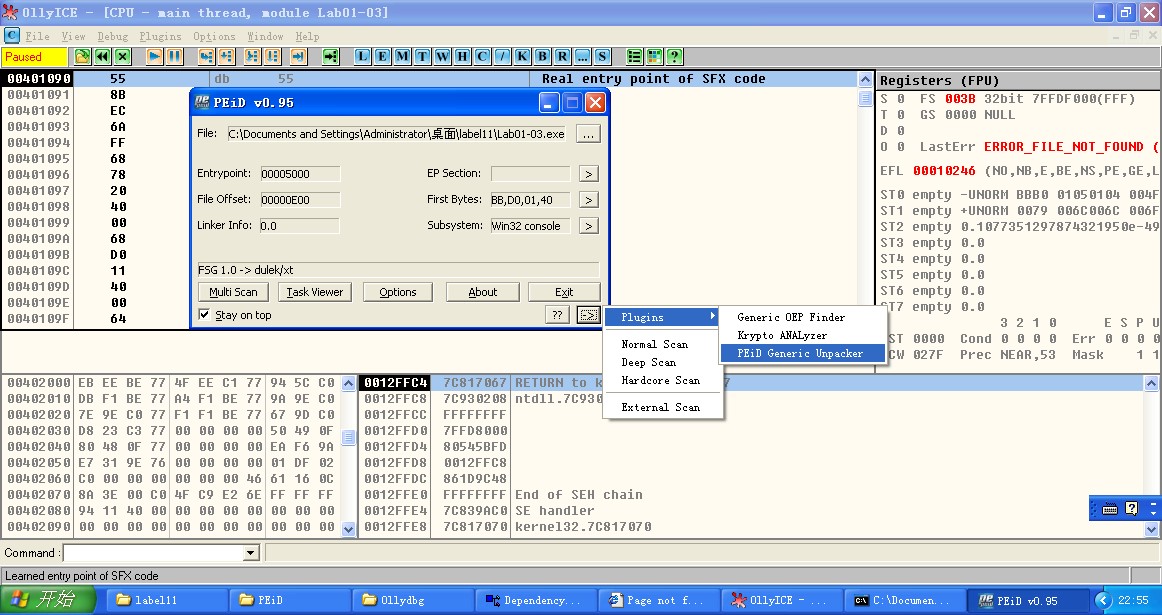 OllyICE - [CPU - main thread, module Lab01-03]
C File View Debug Plugins Options Window Help
Paused L E M T W H C / K B R ... S ?
00401090 55 db 55 Real entry point of SFX code
00401091 8B
00401092 EC
00401093 6A
00401094 FF
00401095 68
00401096 78
00401097 20
00401098 40
00401099 00
0040109A 68
0040109B D0
0040109C 11
0040109D 40
0040109E 00
0040109F 64
Registers (FPU)
S 0 FS 003B 32bit 7FFDF000(FFF)
T 0 GS 0000 NULL
D 0
O 0 LastErr ERROR_FILE_NOT_FOUND (
EFL 00010246 (NO,NB,E,BE,NS,PE,GE,L
ST0 empty -UNORM BBB0 01050104 004F
ST1 empty +UNORM 0079 006C006C 006F
ST2 empty 0.1077351297874321950e-49
ST3 empty 0.0
ST4 empty 0.0
ST5 empty 0.0
ST6 empty 0.0
ST7 empty 0.0
3 2 1 0 E S P U
ST 0000 Cond 0 0 0 0 Err 0 0 0 0
CW 027F Prec NEAR,53 Mask 1 1
PEiD v0.95
File: C:\Documents and Settings\Administrator\桌面\label11\Lab01-03.exe ...
Entrypoint: 00005000 EP Section: >
File Offset: 00000E00 First Bytes: BB,D0,01,40 >
Linker Info: 0.0 Subsystem: Win32 console >
FSG 1.0 -> dulek/xt
Multi Scan Task Viewer Options About Exit
Stay on top ?? ->
Plugins
Normal Scan
Deep Scan
Hardcore Scan
External Scan
Generic OEP Finder
Krypto ANALyzer
PEiD Generic Unpacker
00402000 EB EE BE 77 4F EE C1 77 94 5C C0
00402010 DB F1 BE 77 A4 F1 BE 77 9A 9E C0
00402020 7E 9E C0 77 F1 F1 BE 77 67 9D C0
00402030 D8 23 C3 77 00 00 00 00 50 49 0F
00402040 80 48 0F 77 00 00 00 00 EA F6 9A
00402050 E7 31 9E 76 00 00 00 00 01 DF 02
00402060 C0 00 00 00 00 00 00 46 61 16 0C
00402070 8A 3E 00 C0 4F C9 E2 6E FF FF FF
00402080 94 11 40 00 00 00 00 00 00 00 00
00402090 00 00 00 00 00 00 00 00 00 00 00
0012FFC4 7C817067 RETURN to k 7
0012FFC8 7C930208 ntdll.7C930
0012FFCC FFFFFFFF
0012FFD0 7FFD8000
0012FFD4 80545BFD
0012FFD8 0012FFC8
0012FFDC 861D9C48
0012FFE0 FFFFFFFF End of SEH chain
0012FFE4 7C839AC0 SE handler
0012FFE8 7C817070 kernel32.7C817070
Command :
Learned entry point of SFX code
开始 label11 PEiD Ollydbg Dependency... Page not f... OllyICE - ... C:\Documen... PEiD v0.95 22:55